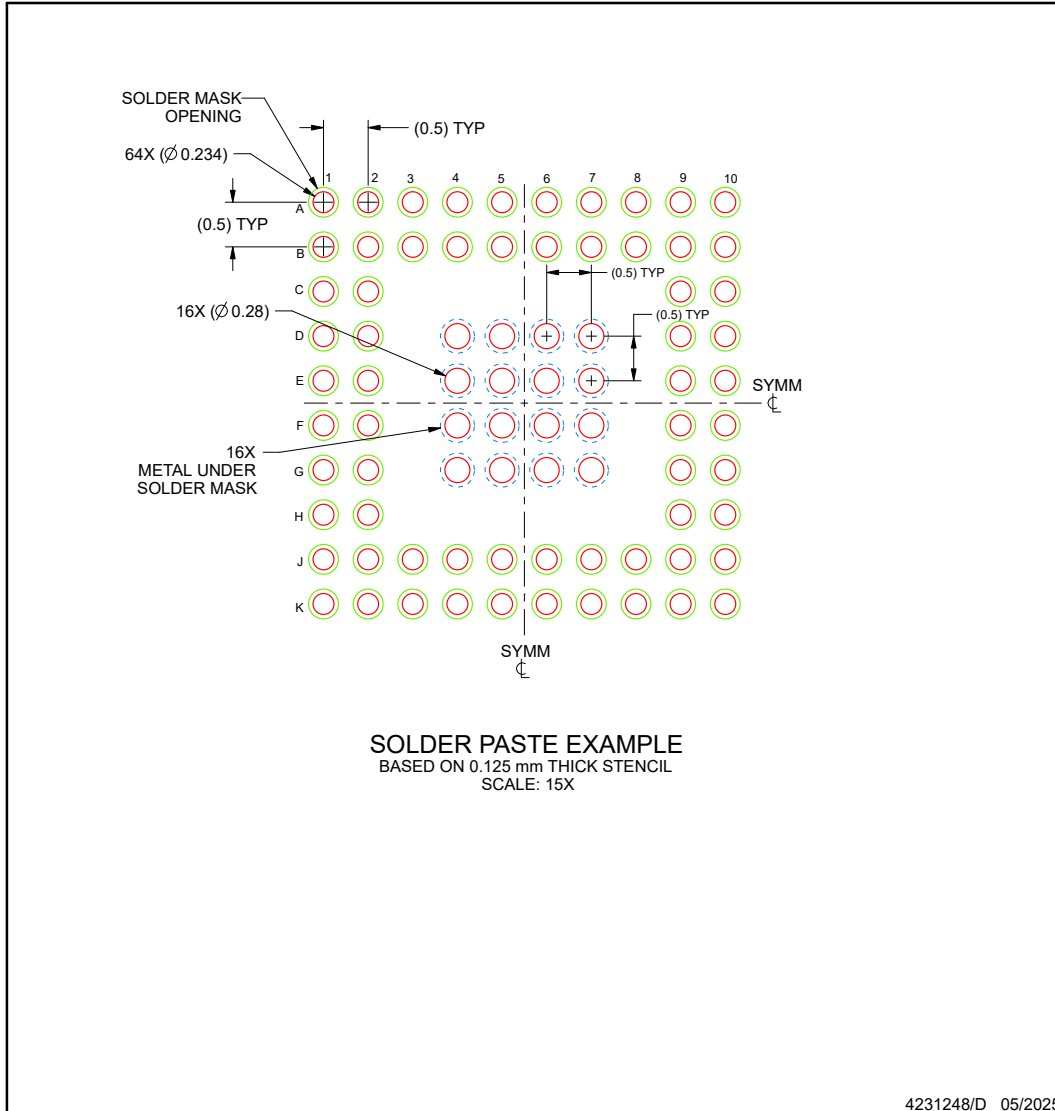 SOLDER MASK
OPENING
(0.5) TYP
64X (Ø 0.234)
1 2 3 4 5 6 7 8 9 10
A
(0.5) TYP
B
(0.5) TYP
C
16X (Ø 0.28)
(0.5) TYP
D
E
SYMM
F
16X
METAL UNDER
SOLDER MASK
G
H
J
K
SYMM
SOLDER PASTE EXAMPLE
BASED ON 0.125 mm THICK STENCIL
SCALE: 15X
4231248/D 05/2025